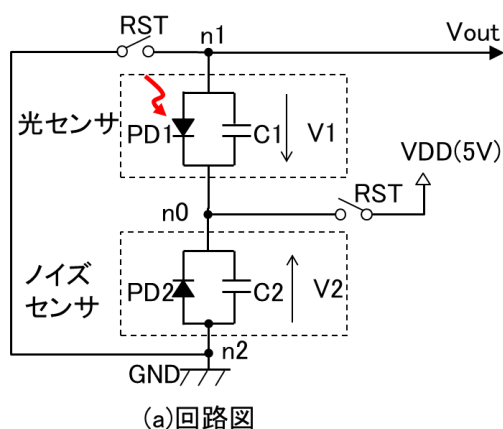 RST
n1
Vout
光センサ
PD1
C1
V1
VDD(5V)
RST
n0
ノイズ
センサ
PD2
C2
V2
n2
GND
(a)回路図